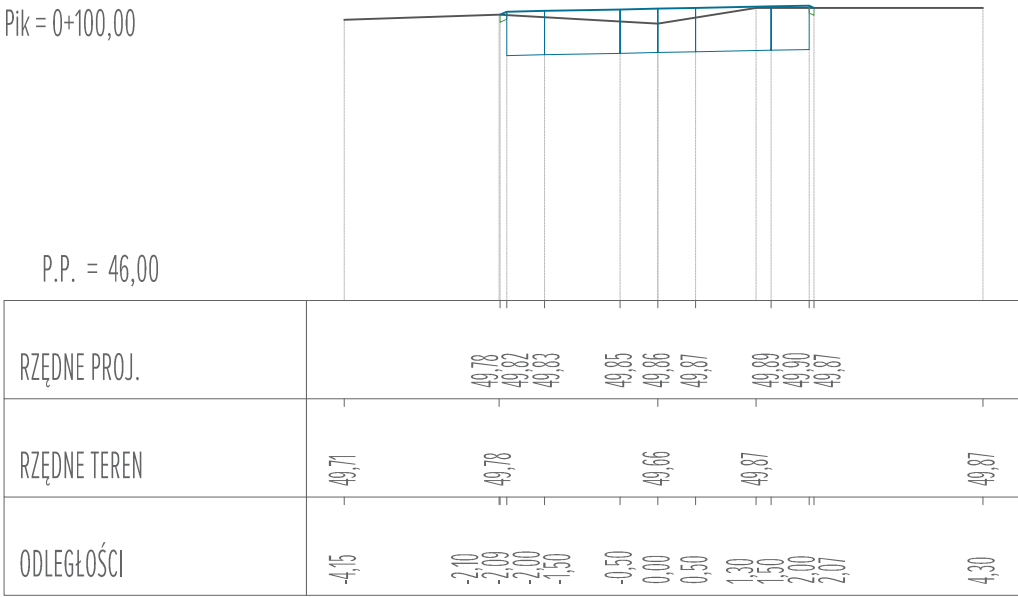 Pik = 0+100,00
P.P. = 46,00
RZĘDNE PROJ.
49,78 49,82 49,83 49,85 49,86 49,87 49,89 49,90 49,87
RZĘDNE TEREN
49,71 49,78 49,66 49,87 49,87
ODLEGŁOŚCI
-4,15 -2,10 -2,09 -2,00 -1,50 -0,50 0,00 0,50 1,30 1,50 2,00 2,07 4,30